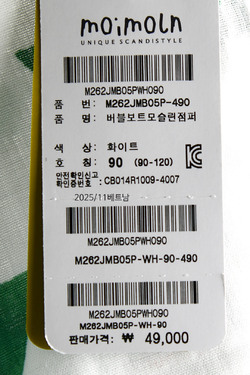 moimoln
UNIQUE SCANDISTYLE
M262JMB05PWH090
품 번: M262JMB05P-490
품 명: 버블보트모슬린점퍼
색 상: 화이트
호 칭: 90 (90-120)
안전확인신고
확인증번호 : CB014R1009-4007
2025/11베트남
M262JMB05PWH090
M262JMB05P-WH-90-490
M262JMB05PWH090
M262JMB05P-WH-90
판매가격: ₩ 49,000